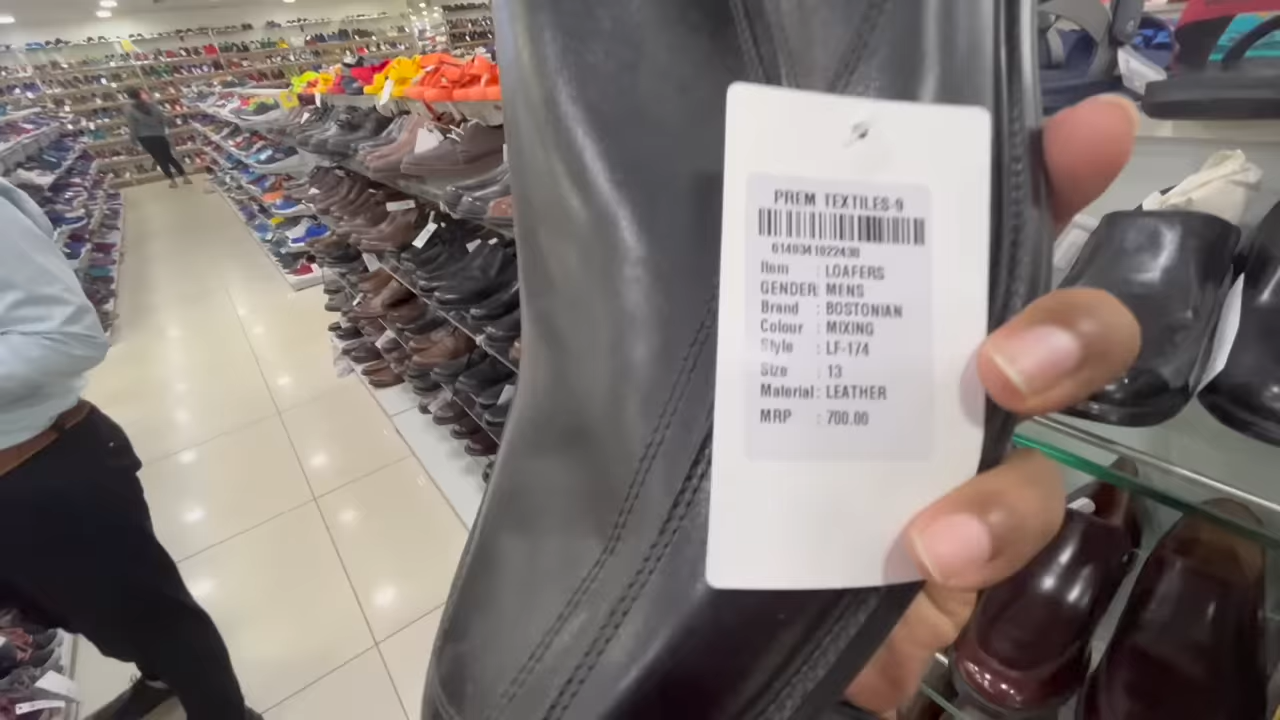 PREM TEXTILES-9
6149341022430
Item : LOAFERS
GENDER: MENS
Brand : BOSTONIAN
Colour : MIXING
Style : LF-174
Size : 13
Material : LEATHER
MRP : 700.00